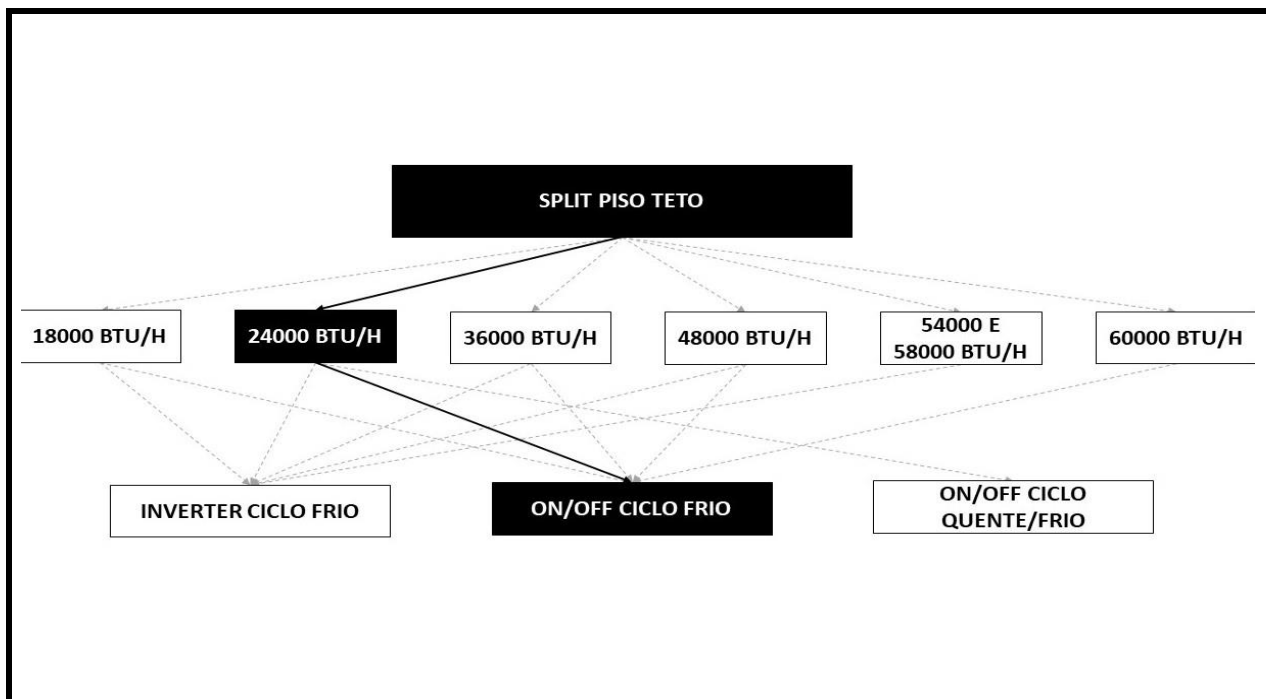 SPLIT PISO TETO
18000 BTU/H
24000 BTU/H
36000 BTU/H
48000 BTU/H
54000 E
58000 BTU/H
60000 BTU/H
INVERTER CICLO FRIO
ON/OFF CICLO FRIO
ON/OFF CICLO
QUENTE/FRIO